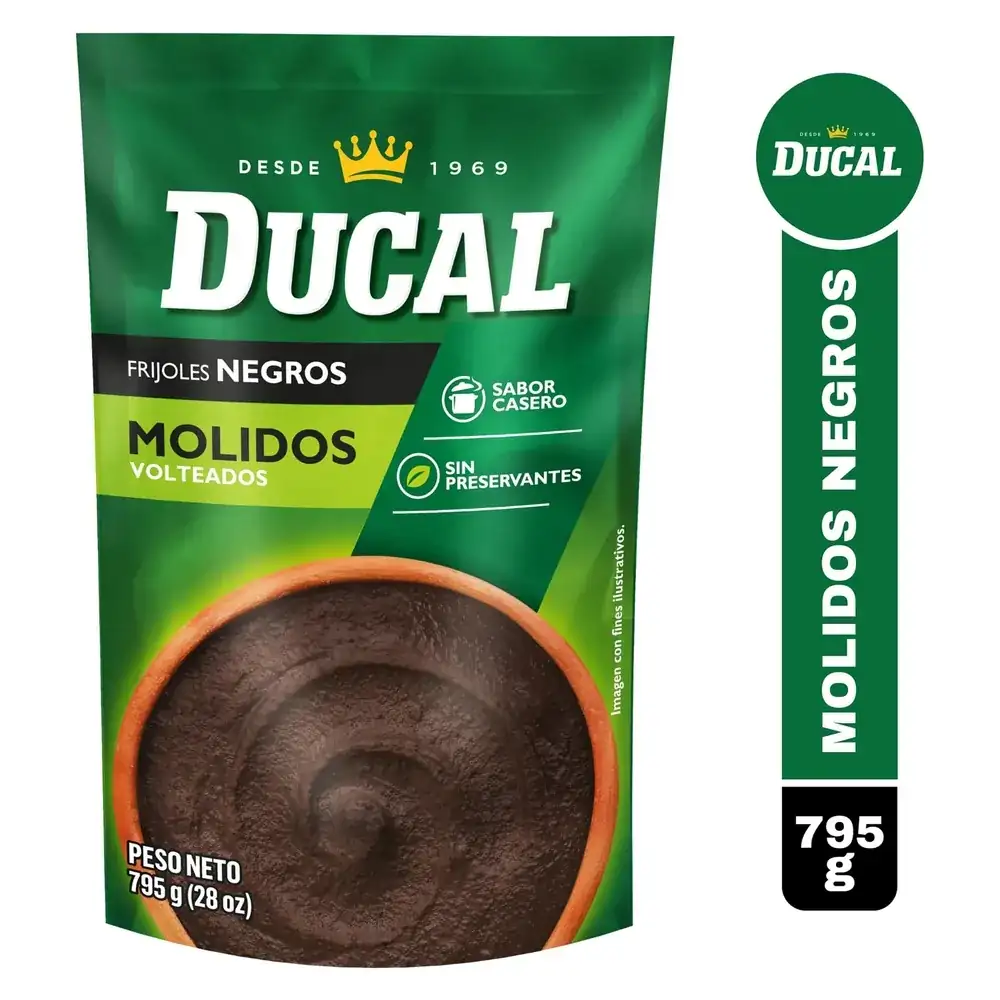 DESDE 1969
DUCAL
FRIJOLES NEGROS
MOLIDOS
VOLTEADOS
SABOR
CASERO
SIN
PRESERVANTES
Imagen con fines ilustrativos.
PESO NETO
795 g (28 oz)
DESDE 1969
DUCAL
MOLIDOS NEGROS
795
g